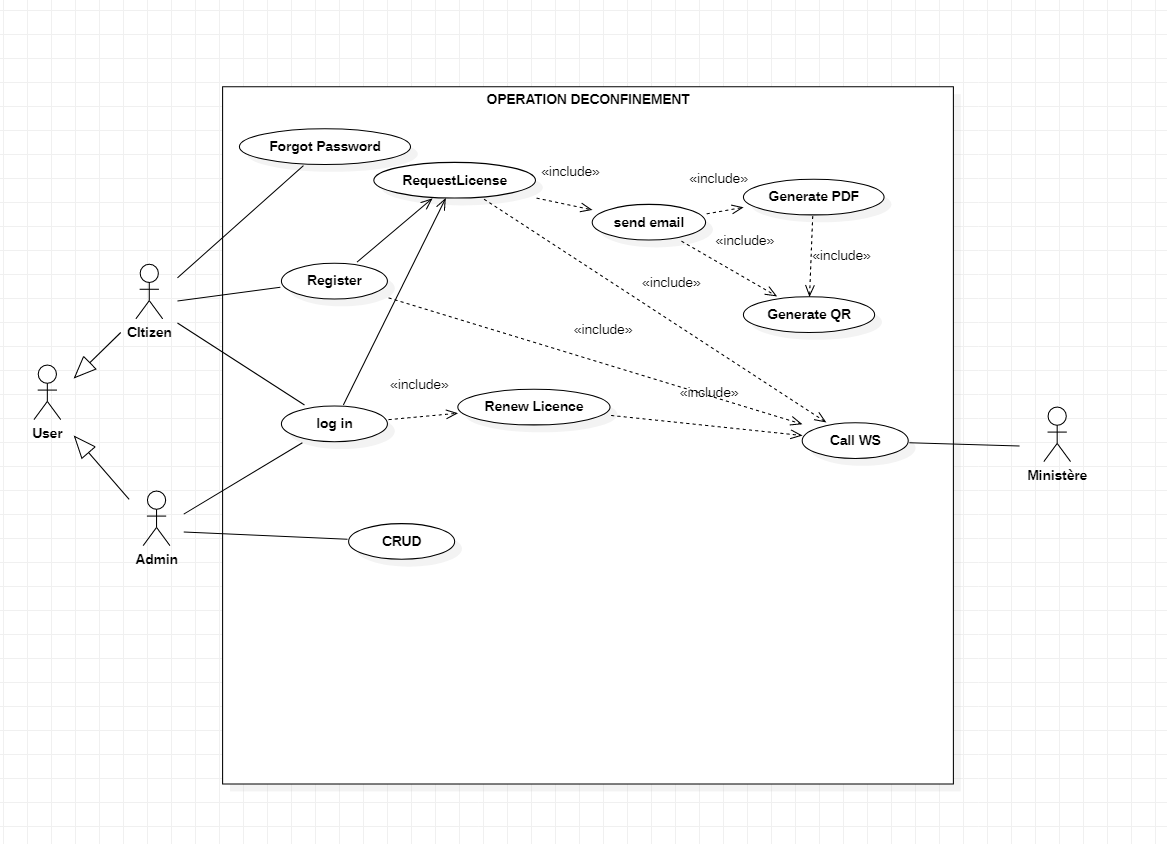 OPERATION DECONFINEMENT
Forgot Password
RequestLicense
«include»
«include»
Generate PDF
send email
«include»
«include»
Register
«include»
Generate QR
CItizen
«include»
User
«include»
Renew Licence
«include»
log in
Call WS
Ministère
Admin
CRUD